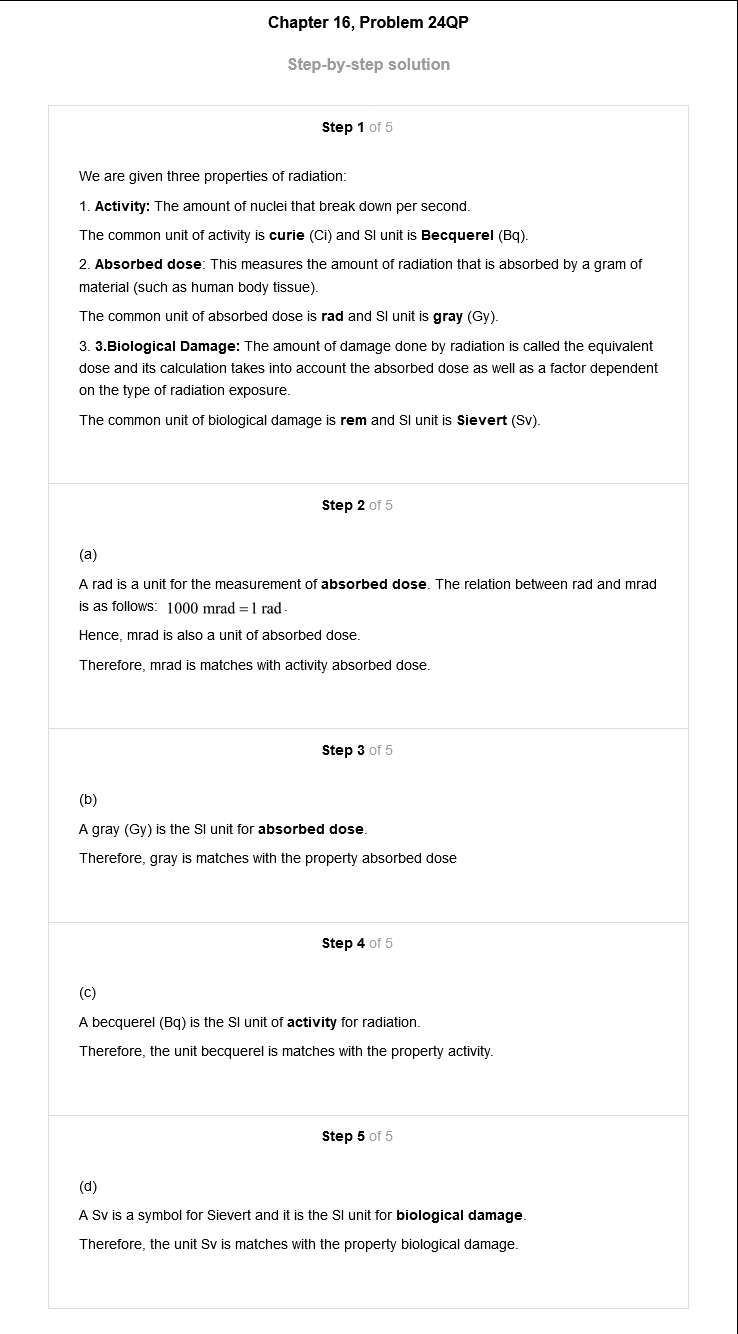 Chapter 16, Problem 24QP
Step-by-step solution
Step 1 of 5
We are given three properties of radiation:
1. Activity: The amount of nuclei that break down per second.
The common unit of activity is curie (Ci) and SI unit is Becquerel (Bq).
2. Absorbed dose: This measures the amount of radiation that is absorbed by a gram of
material (such as human body tissue).
The common unit of absorbed dose is rad and SI unit is gray (Gy).
3. 3.Biological Damage: The amount of damage done by radiation is called the equivalent
dose and its calculation takes into account the absorbed dose as well as a factor dependent
on the type of radiation exposure.
The common unit of biological damage is rem and SI unit is Sievert (Sv).
Step 2 of 5
(a)
A rad is a unit for the measurement of absorbed dose. The relation between rad and mrad
is as follows: 1000 mrad = 1 rad.
Hence, mrad is also a unit of absorbed dose.
Therefore, mrad is matches with activity absorbed dose.
Step 3 of 5
(b)
A gray (Gy) is the SI unit for absorbed dose.
Therefore, gray is matches with the property absorbed dose
Step 4 of 5
(c)
A becquerel (Bq) is the SI unit of activity for radiation.
Therefore, the unit becquerel is matches with the property activity.
Step 5 of 5
(d)
A Sv is a symbol for Sievert and it is the SI unit for biological damage.
Therefore, the unit Sv is matches with the property biological damage.